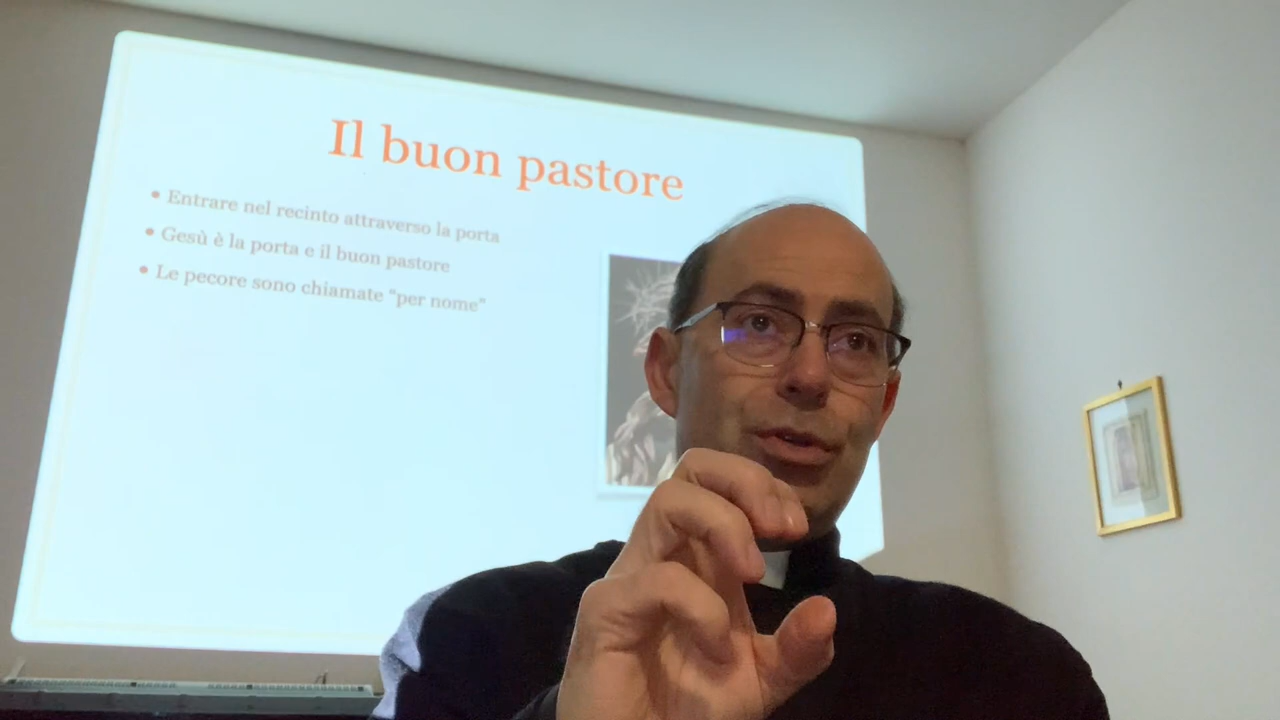 Il buon pastore
• Entrare nel recinto attraverso la porta
• Gesù è la porta e il buon pastore
• Le pecore sono chiamate "per nome"